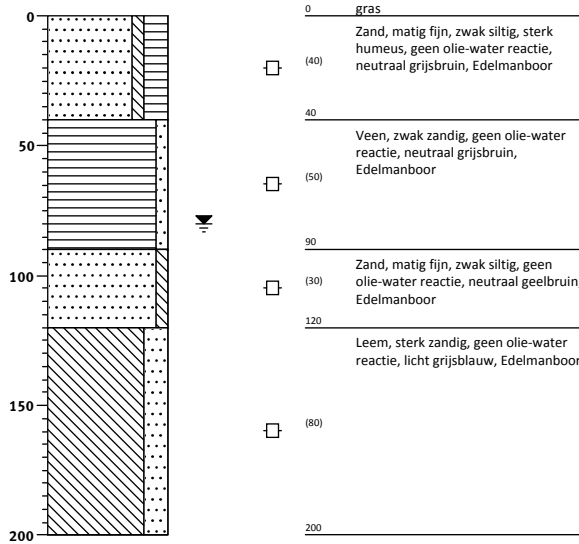 0
0
gras
Zand, matig fijn, zwak siltig, sterk
humeus, geen olie-water reactie,
neutraal grijsbruin, Edelmanboor
(40)
40
50
Veen, zwak zandig, geen olie-water
reactie, neutraal grijsbruin,
Edelmanboor
(50)
90
100
Zand, matig fijn, zwak siltig, geen
olie-water reactie, neutraal geelbruin,
Edelmanboor
(30)
120
Leem, sterk zandig, geen olie-water
reactie, licht grijsblauw, Edelmanboor
150
(80)
200
200